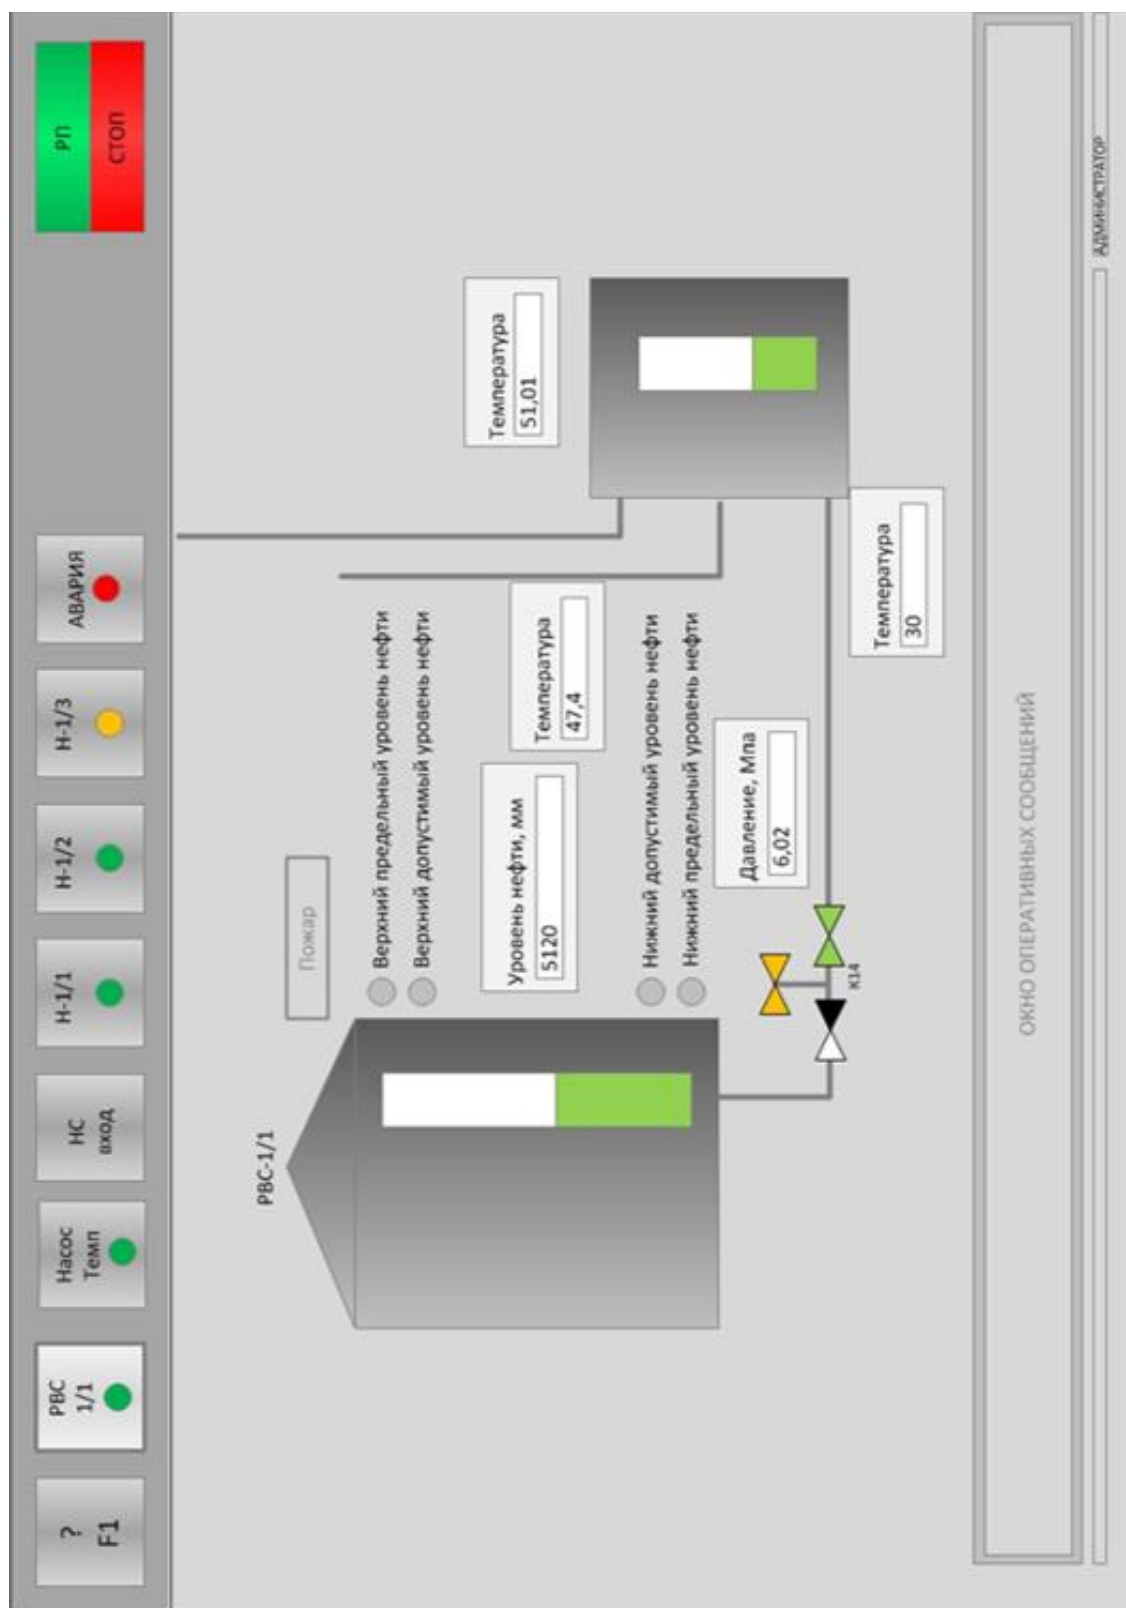 ?
F1
РВС
1/1
Насос
Темп
НС
вход
Н-1/1
Н-1/2
Н-1/3
АВАРИЯ
РП
СТОП
РВС-1/1
Пожар
Верхний предельный уровень нефти
Верхний допустимый уровень нефти
Уровень нефти, мм
5120
Температура
47,4
Температура
51,01
Нижний допустимый уровень нефти
Нижний предельный уровень нефти
Давление, Мпа
6,02
К14
Температура
30
ОКНО ОПЕРАТИВНЫХ СООБЩЕНИЙ
АДМИНИСТРАТОР